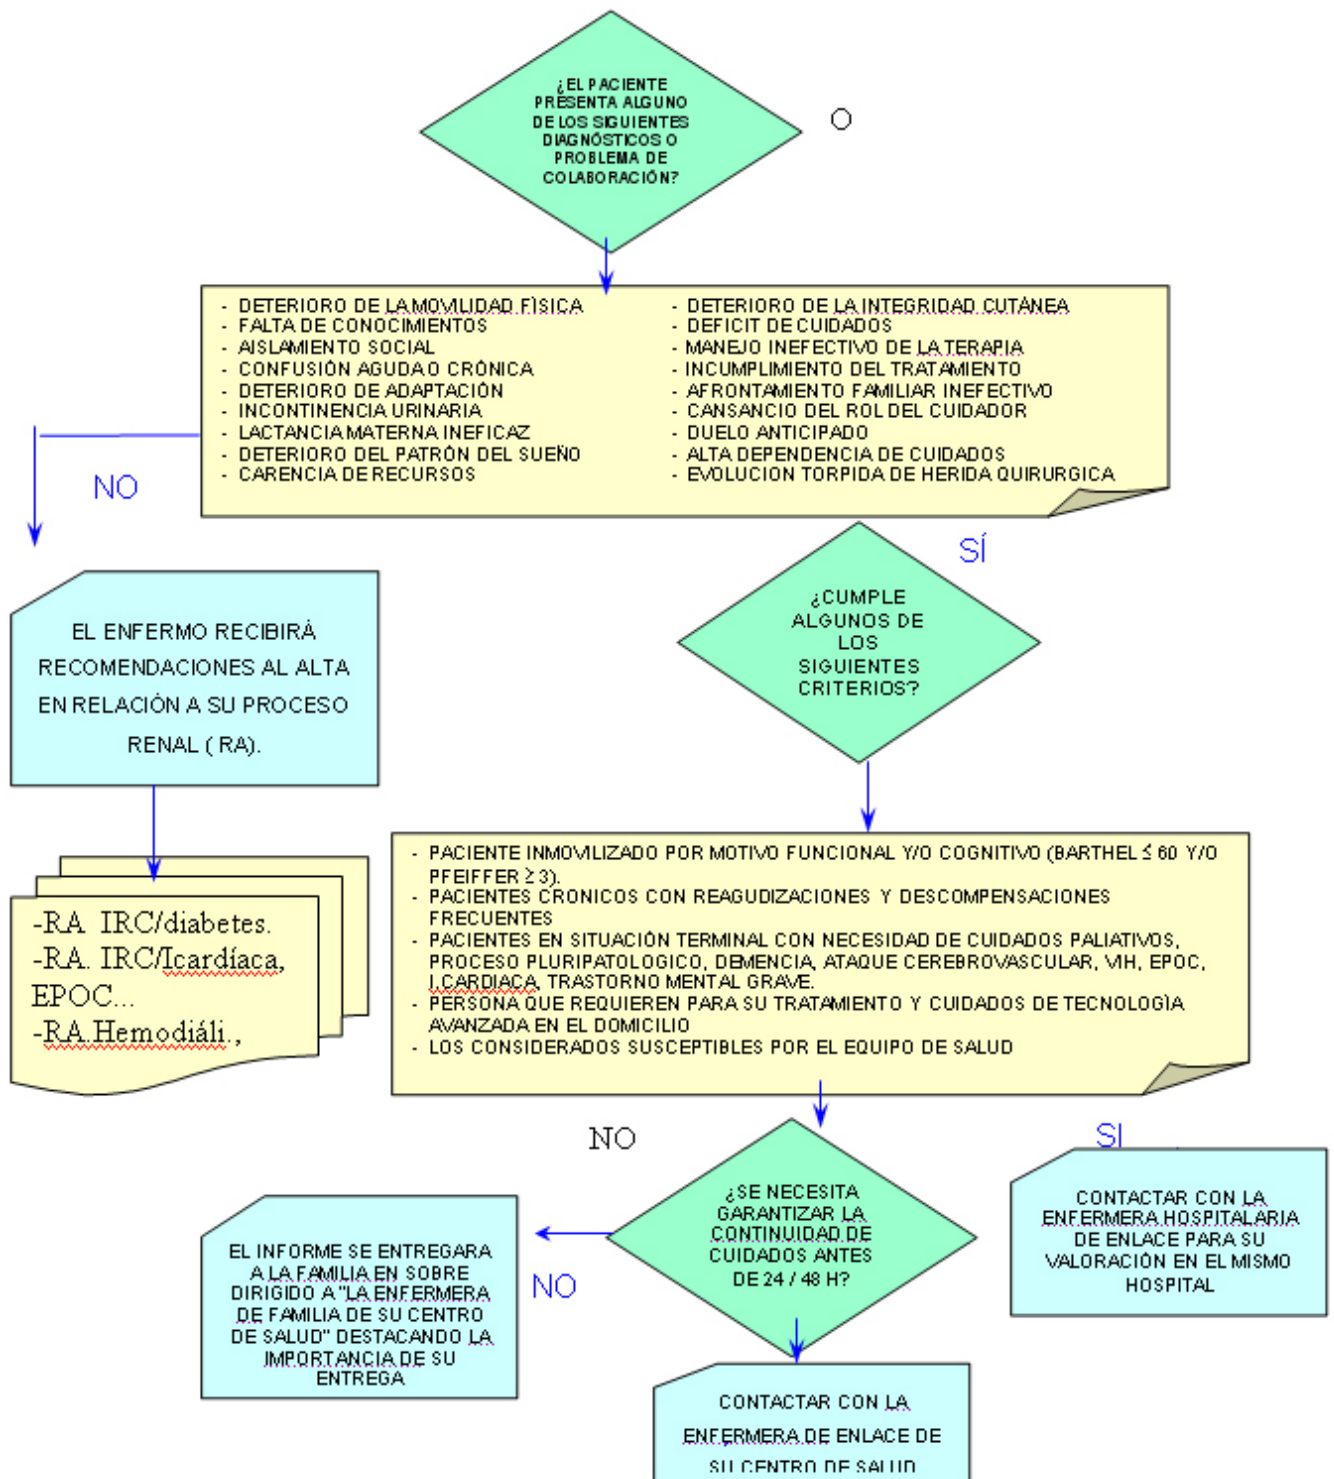 ¿EL PACIENTE
PRESENTA ALGUNO
DE LOS SIGUIENTES
DIAGNÓSTICOS O
PROBLEMA DE
COLABORACIÓN?
O
- DETERIORO DE LA MOVILIDAD FÌSICA
- FALTA DE CONOCIMIENTOS
- AISLAMIENTO SOCIAL
- CONFUSIÓN AGUDA O CRÓNICA
- DETERIORO DE ADAPTACIÓN
- INCONTINENCIA URINARIA
- LACTANCIA MATERNA INEFICAZ
- DETERIORO DEL PATRÓN DEL SUEÑO
- CARENCIA DE RECURSOS
- DETERIORO DE LA INTEGRIDAD CUTÁNEA
- DEFICIT DE CUIDADOS
- MANEJO INEFECTIVO DE LA TERAPIA
- INCUMPLIMIENTO DEL TRATAMIENTO
- AFRONTAMIENTO FAMILIAR INEFECTIVO
- CANSANCIO DEL ROL DEL CUIDADOR
- DUELO ANTICIPADO
- ALTA DEPENDENCIA DE CUIDADOS
- EVOLUCION TORPIDA DE HERIDA QUIRURGICA
NO
SÍ
EL ENFERMO RECIBIRÁ
RECOMENDACIONES AL ALTA
EN RELACIÓN A SU PROCESO
RENAL ( RA).
¿CUMPLE
ALGUNOS DE
LOS
SIGUIENTES
CRITERIOS?
-RA IRC/diabetes.
-RA. IRC/Icardíaca,
EPOC...
-RA.Hemodiáli.,
- PACIENTE INMOVILIZADO POR MOTIVO FUNCIONAL Y/O COGNITIVO (BARTHEL ≤ 60 Y/O
PFEIFFER ≥ 3).
- PACIENTES CRONICOS CON REAGUDIZACIONES Y DESCOMPENSACIONES
FRECUENTES
- PACIENTES EN SITUACIÓN TERMINAL CON NECESIDAD DE CUIDADOS PALIATIVOS,
PROCESO PLURIPATOLOGICO, DEMENCIA, ATAQUE CEREBROVASCULAR, VIH, EPOC,
I.CARDIACA, TRASTORNO MENTAL GRAVE.
- PERSONA QUE REQUIEREN PARA SU TRATAMIENTO Y CUIDADOS DE TECNOLOGÌA
AVANZADA EN EL DOMICILIO
- LOS CONSIDERADOS SUSCEPTIBLES POR EL EQUIPO DE SALUD
NO
SI
¿SE NECESITA
GARANTIZAR LA
CONTINUIDAD DE
CUIDADOS ANTES
DE 24 / 48 H?
CONTACTAR CON LA
ENFERMERA HOSPITALARIA
DE ENLACE PARA SU
VALORACIÓN EN EL MISMO
HOSPITAL
NO
EL INFORME SE ENTREGARA
A LA FAMILIA EN SOBRE
DIRIGIDO A "LA ENFERMERA
DE FAMILIA DE SU CENTRO
DE SALUD" DESTACANDO LA
IMPORTANCIA DE SU
ENTREGA
CONTACTAR CON LA
ENFERMERA DE ENLACE DE
SU CENTRO DE SALUD